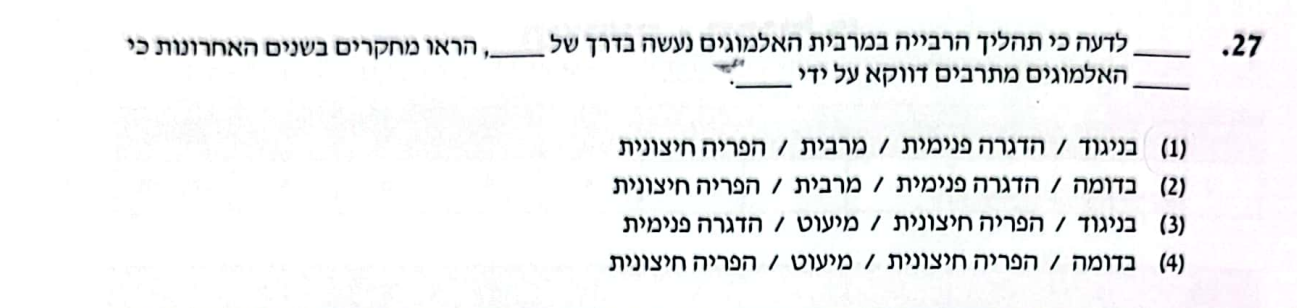 27. ____ לדעה כי תהליך הרבייה במרבית האלמוגים נעשה בדרך של ____, הראו מחקרים בשנים האחרונות כי
____ האלמוגים מתרבים דווקא על ידי ____.
(1) בניגוד / הדגרה פנימית / מרבית / הפריה חיצונית
(2) בדומה / הדגרה פנימית / מרבית / הפריה חיצונית
(3) בניגוד / הפריה חיצונית / מיעוט / הדגרה פנימית
(4) בדומה / הפריה חיצונית / מיעוט / הפריה חיצונית